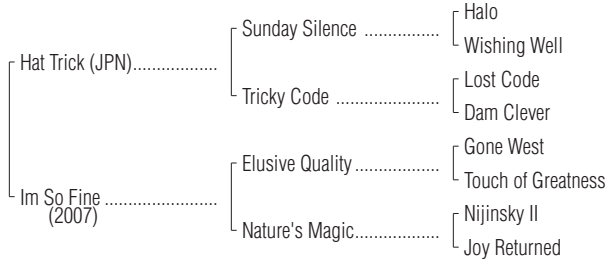 Halo
Sunday Silence ................
Wishing Well
Hat Trick (JPN)..................
Lost Code
Tricky Code ......................
Dam Clever
Gone West
Elusive Quality ..................
Touch of Greatness
Im So Fine ........................
(2007)
Nijinsky II
Nature's Magic..................
Joy Returned